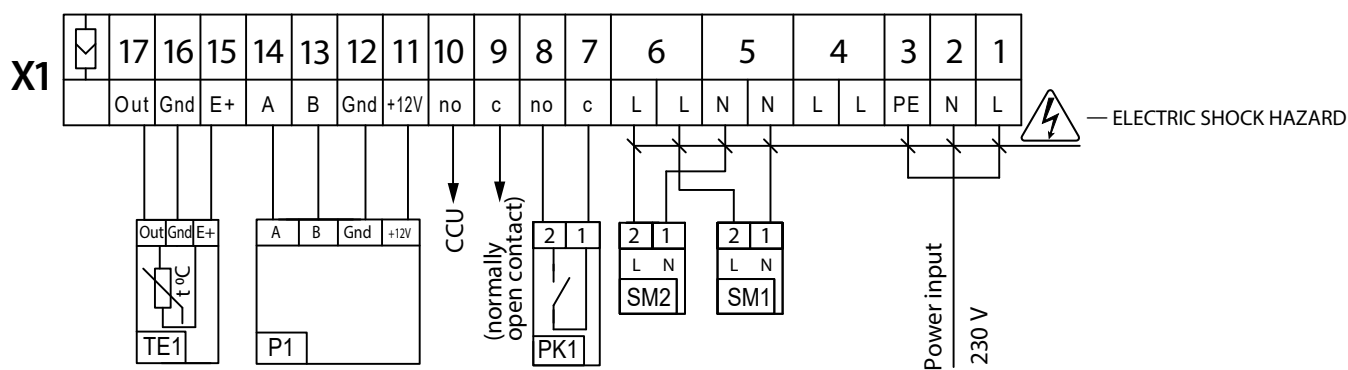 X1
17 16 15 14 13 12 11 10 9 8 7 6 5 4 3 2 1
Out Gnd E+ A B Gnd +12V no c no c L L N N L L PE N L
ELECTRIC SHOCK HAZARD
Out Gnd E+
t ºC
TE1
A B Gnd +12V
P1
CCU
(normally
open contact)
2 1
PK1
2 1
L N
SM2
2 1
L N
SM1
Power input
230 V